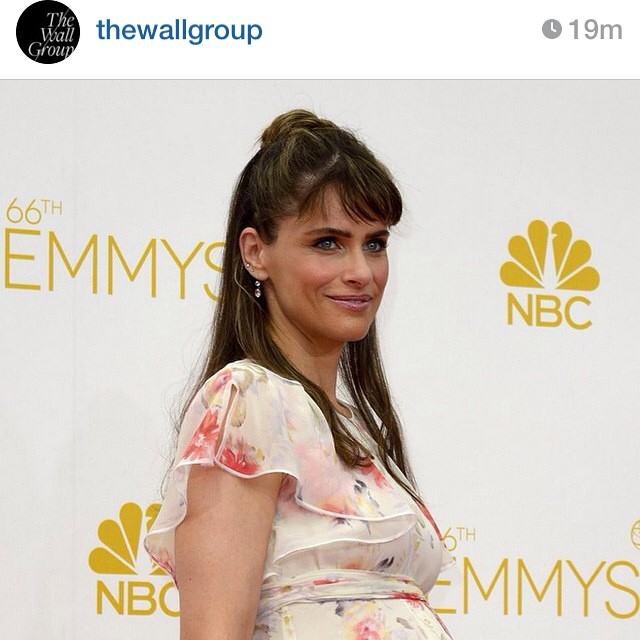 The
Wall
Group
thewallgroup
19m
66TH
EMMYS
NBC
NBC
6TH
EMMYS